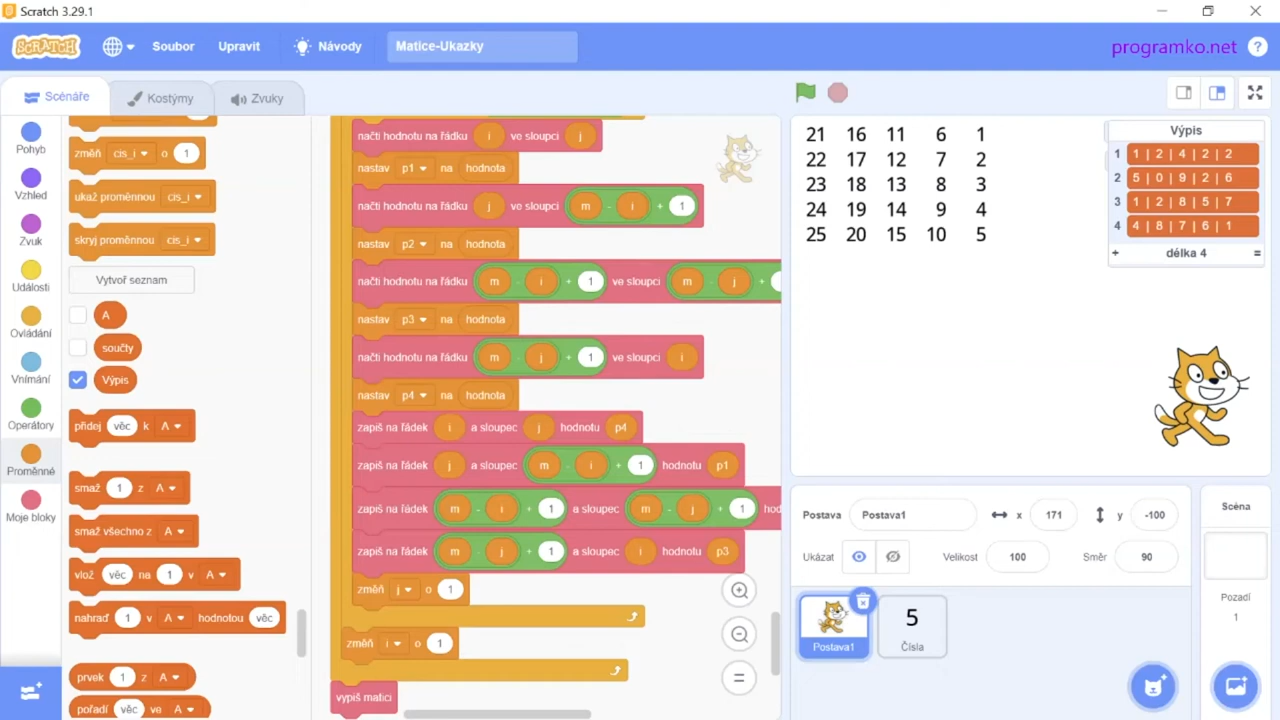 Scratch 3.29.1
SCRATCH
Soubor
Upravit
Návody
Matice-Ukazky
programko.net
?
Scénáře
Kostýmy
Zvuky
Pohyb
Vzhled
Zvuk
Události
Ovládání
Vnímání
Operátory
Proměnné
Moje bloky
změň cis_i o 1
ukaž proměnnou cis_i
skryj proměnnou cis_i
Vytvoř seznam
A
součty
Výpis
přidej věc k A
smaž 1 z A
smaž všechno z A
vlož věc na 1 v A
nahraď 1 v A hodnotou věc
prvek 1 z A
pořadí věc ve A
načti hodnotu na řádku i ve sloupci j
nastav p1 na hodnota
načti hodnotu na řádku j ve sloupci m - i + 1
nastav p2 na hodnota
načti hodnotu na řádku m - i + 1 ve sloupci m - j +
nastav p3 na hodnota
načti hodnotu na řádku m - j + 1 ve sloupci i
nastav p4 na hodnota
zapiš na řádek i a sloupec j hodnotu p4
zapiš na řádek j a sloupec m - i + 1 hodnotu p1
zapiš na řádek m - i + 1 a sloupec m - j + 1 hod
zapiš na řádek m - j + 1 a sloupec i hodnotu p3
změň j o 1
změň i o 1
vypiš matici
21 16 11 6 1
22 17 12 7 2
23 18 13 8 3
24 19 14 9 4
25 20 15 10 5
Výpis
1 1 | 2 | 4 | 2 | 2
2 5 | 0 | 9 | 2 | 6
3 1 | 2 | 8 | 5 | 7
4 4 | 8 | 7 | 6 | 1
+ délka 4 =
Postava Postava1 x 171 y -100
Ukázat Velikost 100 Směr 90
Postava1
5
Čísla
Scéna
Pozadí
1